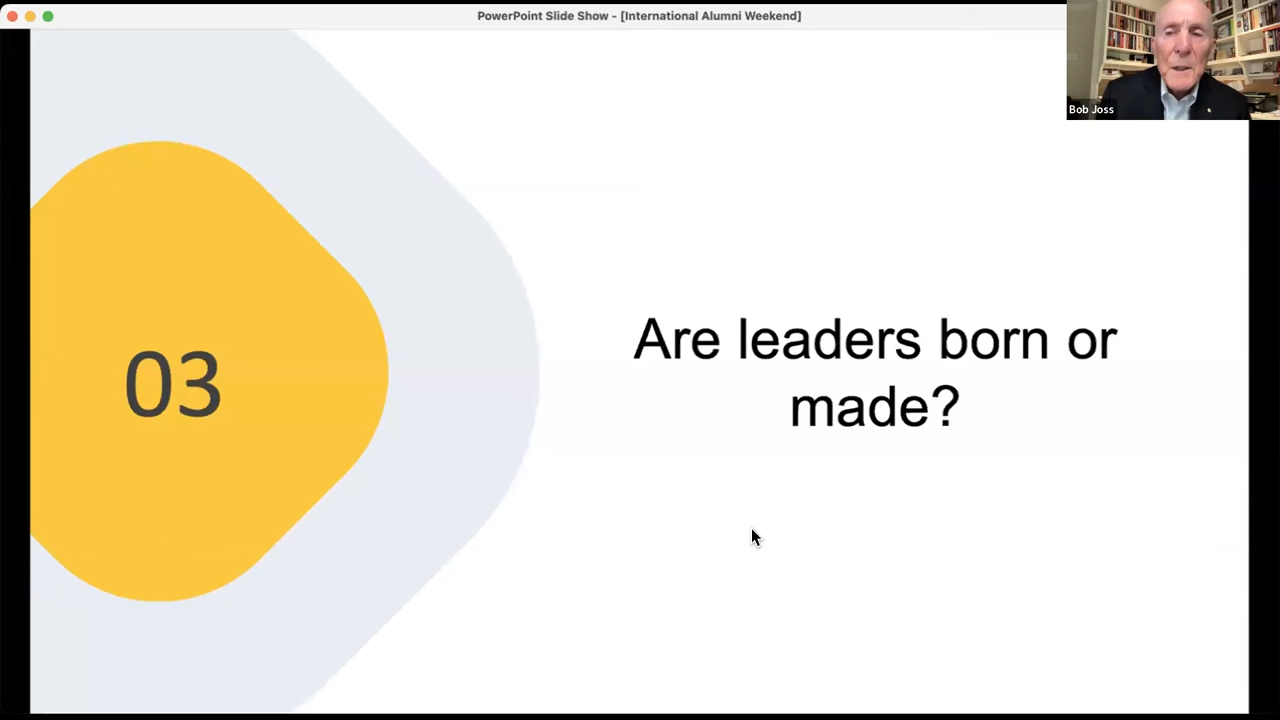 PowerPoint Slide Show - [International Alumni Weekend]
Bob Joss
03
Are leaders born or
made?